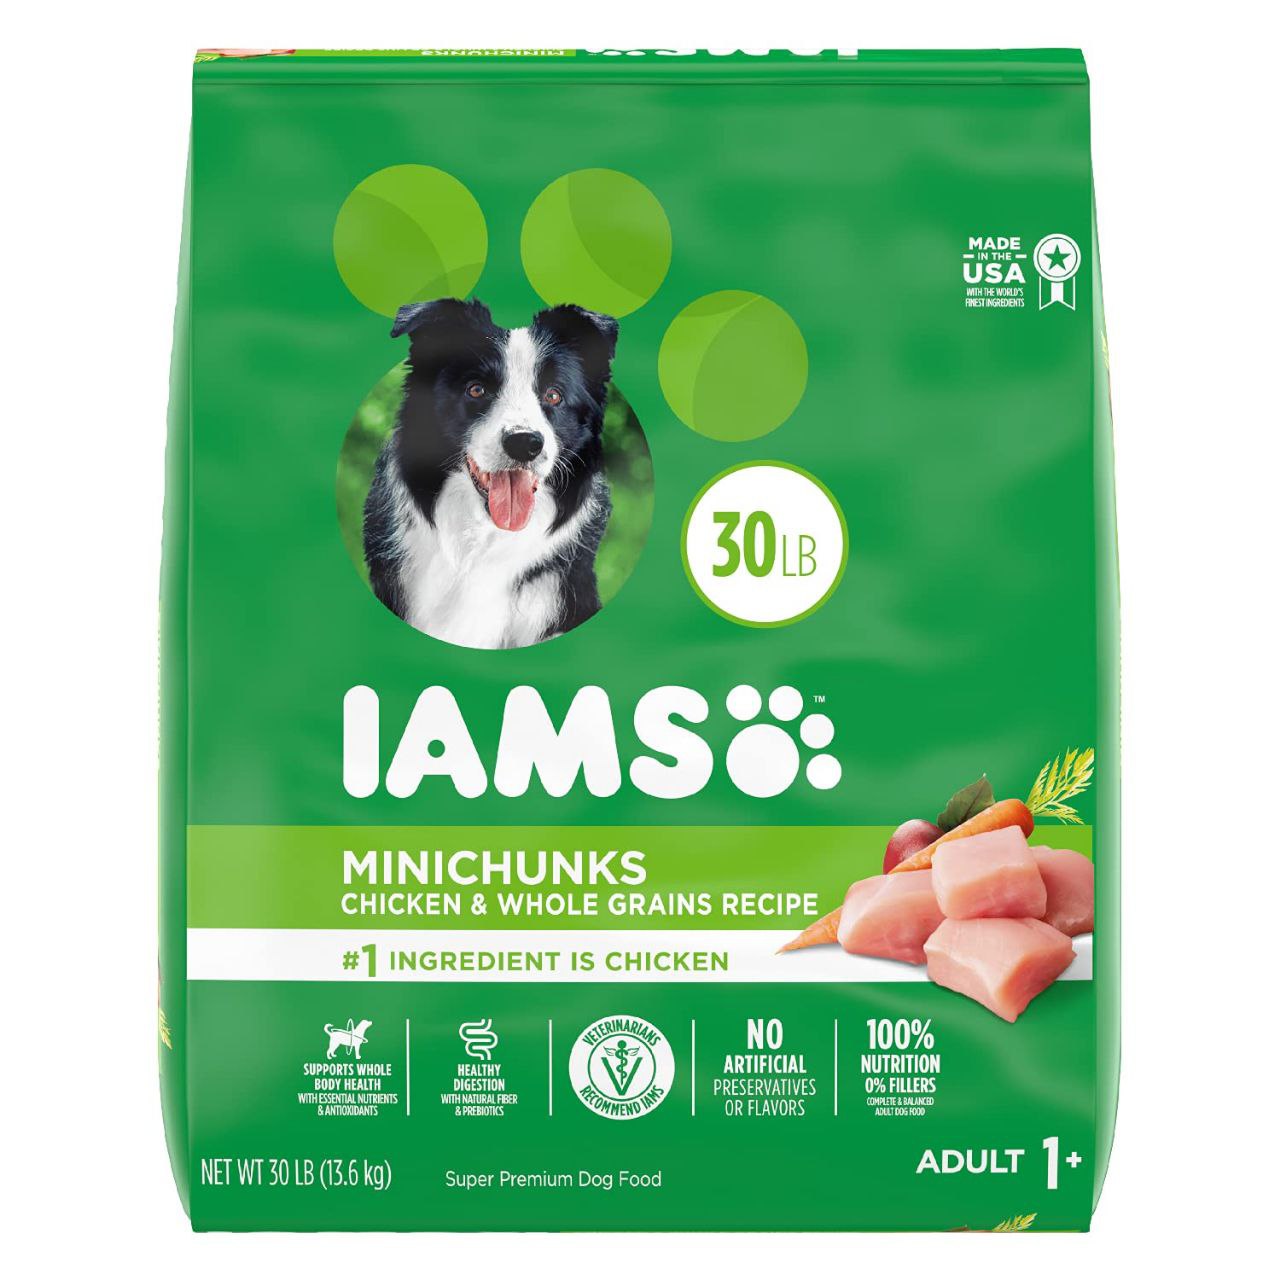 MINICHUNKS
IAMS
MADE
IN THE
USA
WITH THE WORLD'S
FINEST INGREDIENTS
30LB
IAMS™
MINICHUNKS
CHICKEN & WHOLE GRAINS RECIPE
#1 INGREDIENT IS CHICKEN
SUPPORTS WHOLE
BODY HEALTH
WITH ESSENTIAL NUTRIENTS
& ANTIOXIDANTS
HEALTHY
DIGESTION
WITH NATURAL FIBER
& PREBIOTICS
VETERINARIANS
RECOMMEND IAMS
NO
ARTIFICIAL
PRESERVATIVES
OR FLAVORS
100%
NUTRITION
0% FILLERS
COMPLETE & BALANCED
ADULT DOG FOOD
NET WT 30 LB (13.6 kg)
Super Premium Dog Food
ADULT 1+